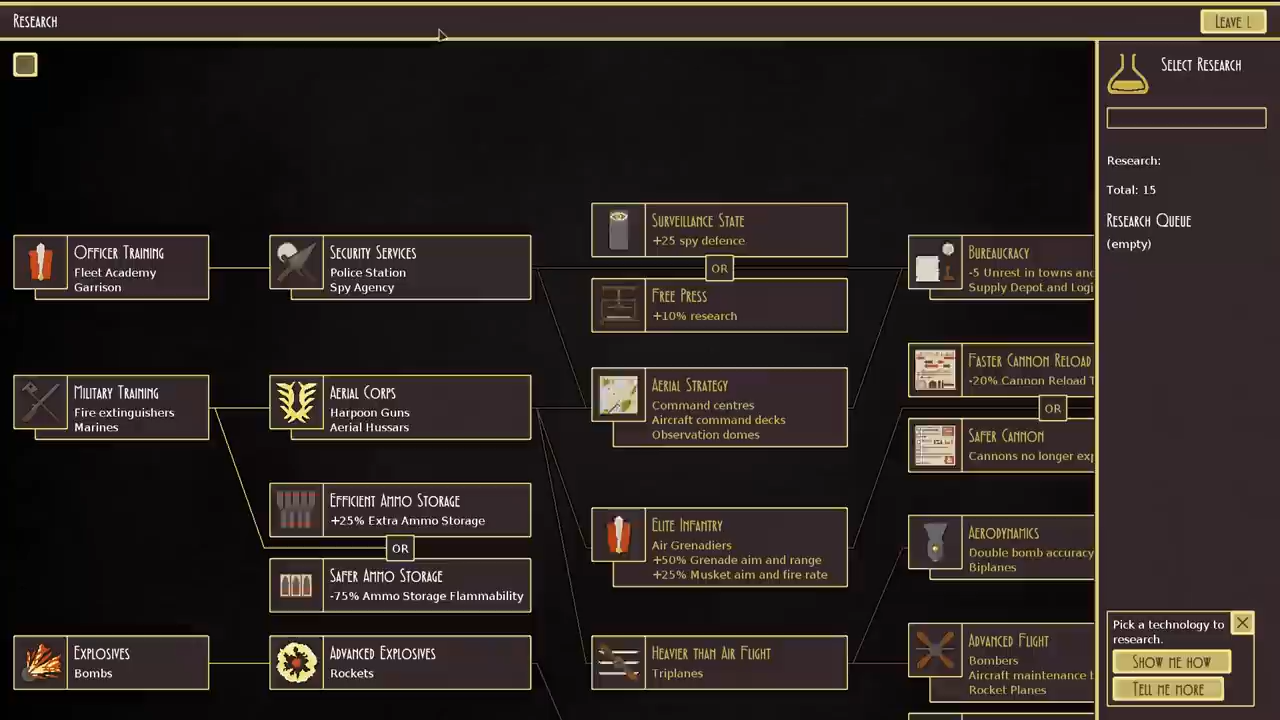 Research
Leave L
Select Research
Research:
Total: 15
Research Queue
(empty)
Officer Training
Fleet Academy
Garrison
Security Services
Police Station
Spy Agency
Surveillance State
+25 spy defence
OR
Free Press
+10% research
Bureaucracy
-5 Unrest in towns and
Supply Depot and Logi
Military Training
Fire extinguishers
Marines
Aerial Corps
Harpoon Guns
Aerial Hussars
Aerial Strategy
Command centres
Aircraft command decks
Observation domes
Faster Cannon Reload
-20% Cannon Reload T
OR
Safer Cannon
Cannons no longer exp
Efficient Ammo Storage
+25% Extra Ammo Storage
OR
Safer Ammo Storage
-75% Ammo Storage Flammability
Elite Infantry
Air Grenadiers
+50% Grenade aim and range
+25% Musket aim and fire rate
Aerodynamics
Double bomb accuracy
Biplanes
Explosives
Bombs
Advanced Explosives
Rockets
Heavier than Air Flight
Triplanes
Advanced Flight
Bombers
Aircraft maintenance b
Rocket Planes
Pick a technology to
research.
Show me how
Tell me more